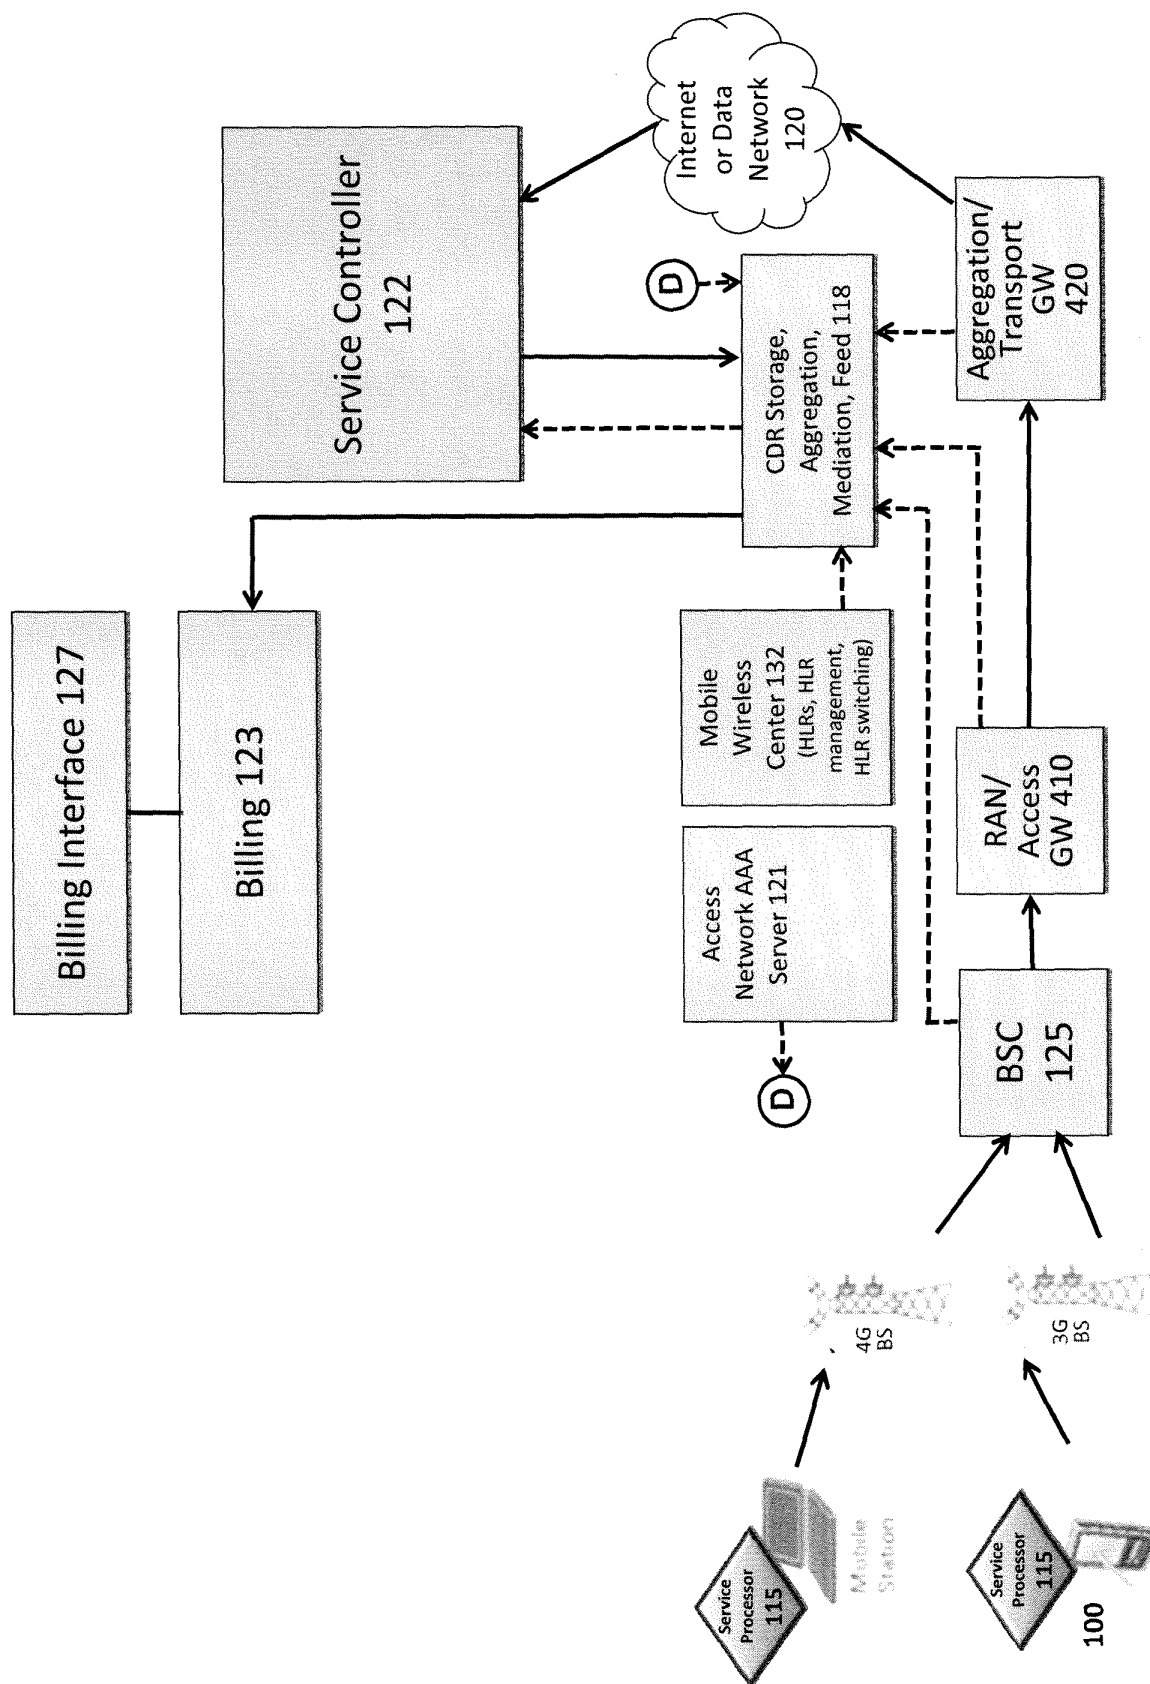 Billing Interface 127
Billing 123
Service Controller
122
D
Internet
or Data
Network
120
CDR Storage,
Aggregation,
Mediation, Feed 118
Mobile
Wireless
Center 132
(HLRs, HLR
management,
HLR switching)
Access
Network AAA
Server 121
D
Service
Processor
115
Mobile
Station
4G
BS
Service
Processor
115
100
3G
BS
BSC
125
RAN/
Access
GW 410
Aggregation/
Transport
GW
420